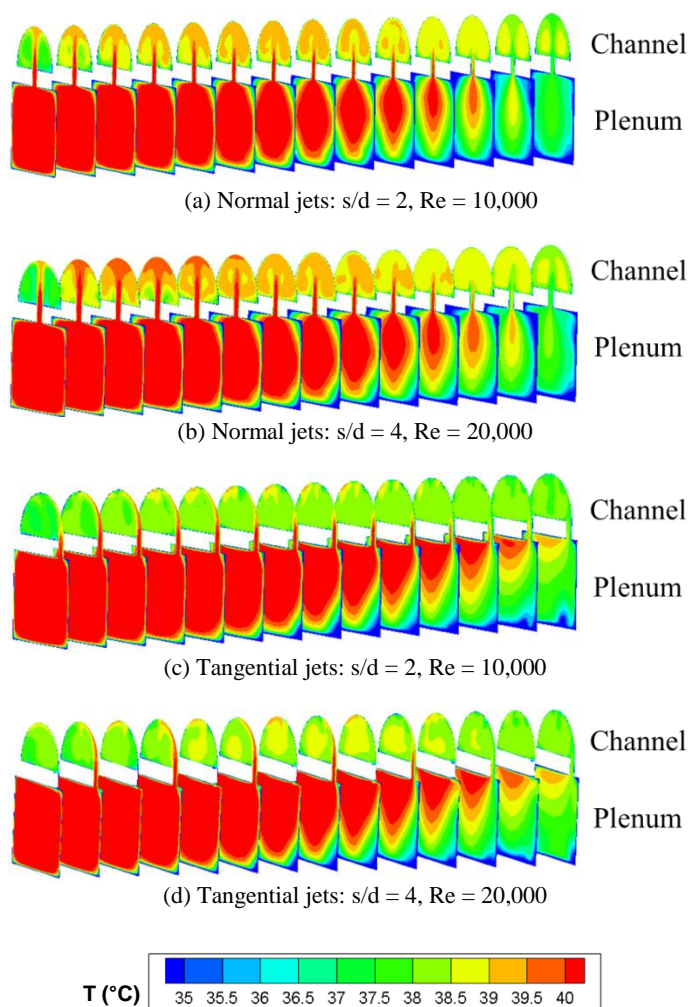 Channel
Plenum
(a) Normal jets: s/d = 2, Re = 10,000
Channel
Plenum
(b) Normal jets: s/d = 4, Re = 20,000
Channel
Plenum
(c) Tangential jets: s/d = 2, Re = 10,000
Channel
Plenum
(d) Tangential jets: s/d = 4, Re = 20,000
T (°C)
35 35.5 36 36.5 37 37.5 38 38.5 39 39.5 40